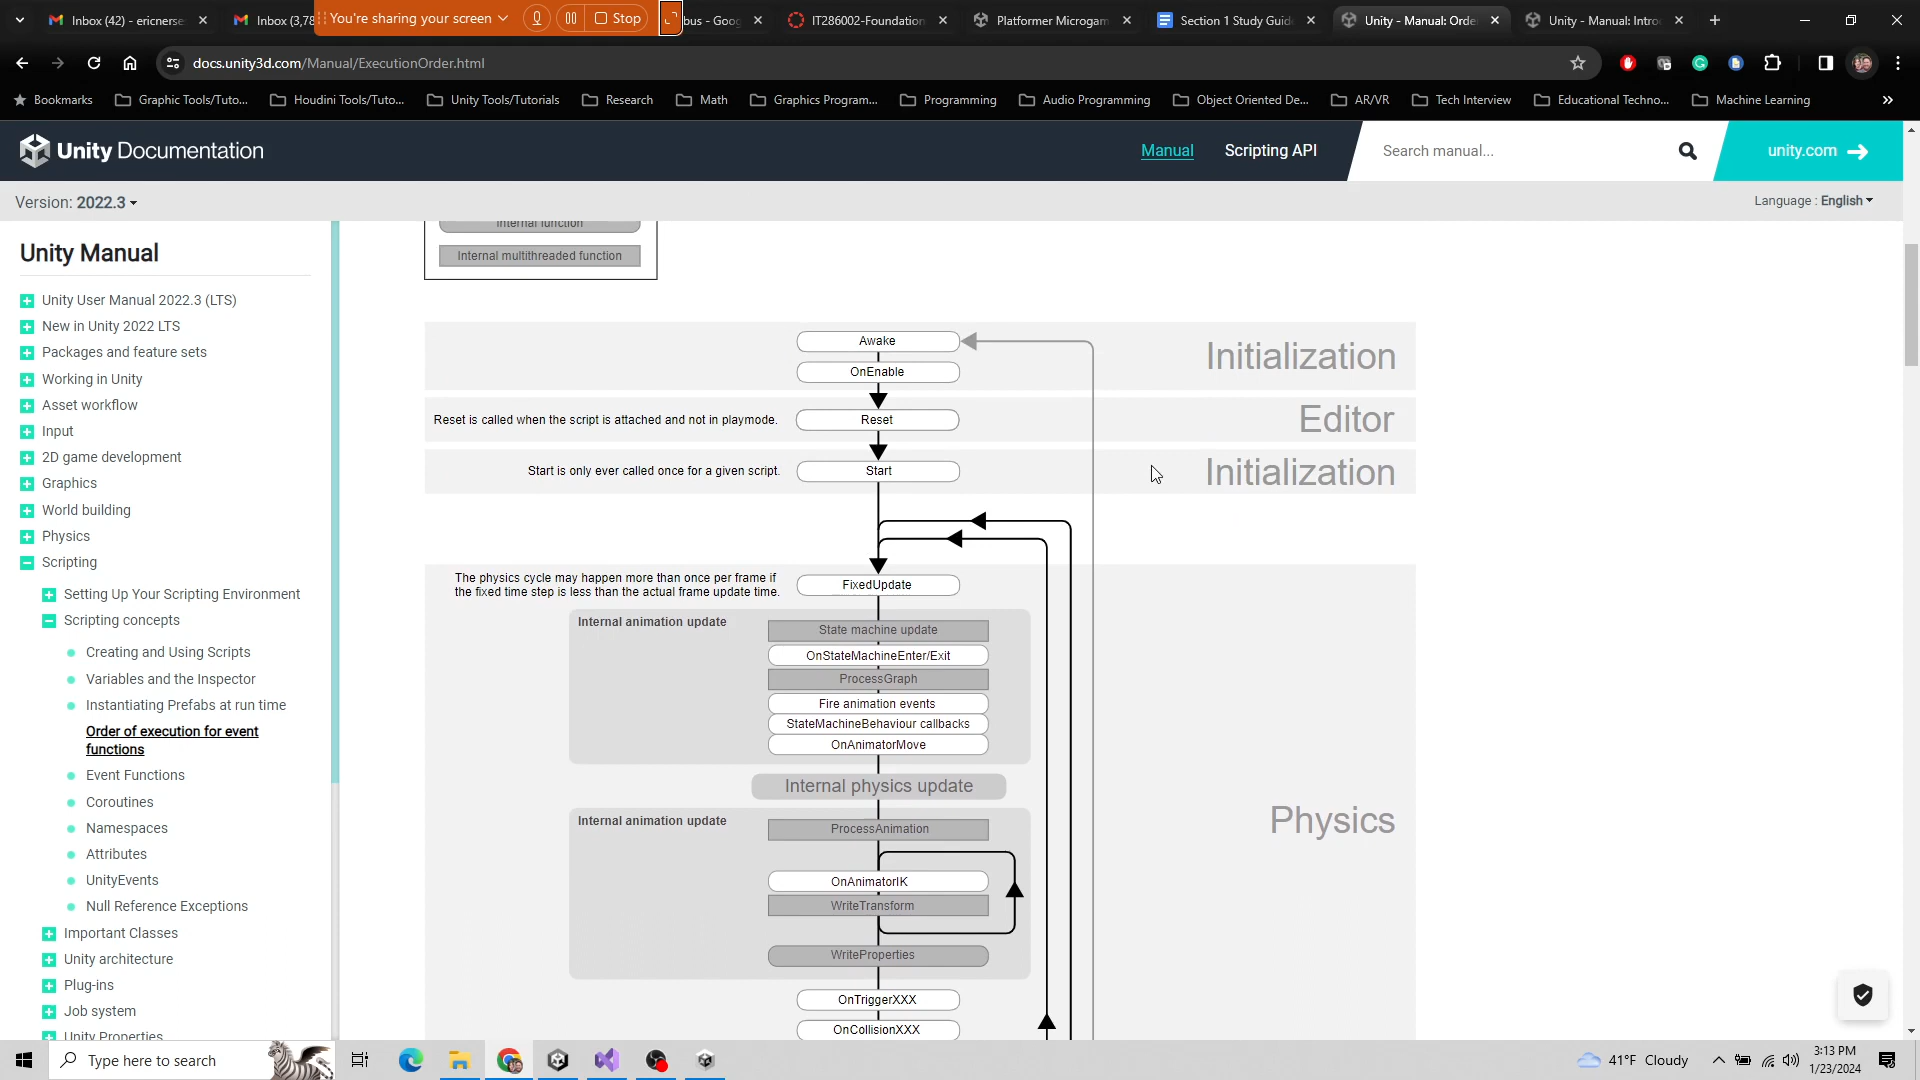 Inbox (42) - ericnerse
Inbox (3,78
You're sharing your screen
Stop
bus - Goo
IT286002-Foundation
Platformer Microgam
Section 1 Study Guid
Unity - Manual: Orde
Unity - Manual: Intro
docs.unity3d.com/Manual/ExecutionOrder.html
Bookmarks
Graphic Tools/Tuto...
Houdini Tools/Tuto...
Unity Tools/Tutorials
Research
Math
Graphics Program...
Programming
Audio Programming
Object Oriented De...
AR/VR
Tech Interview
Educational Techno...
Machine Learning
»
Unity Documentation
Manual
Scripting API
Search manual...
unity.com
Version: 2022.3
Language : English
Unity Manual
Unity User Manual 2022.3 (LTS)
New in Unity 2022 LTS
Packages and feature sets
Working in Unity
Asset workflow
Input
2D game development
Graphics
World building
Physics
Scripting
Setting Up Your Scripting Environment
Scripting concepts
Creating and Using Scripts
Variables and the Inspector
Instantiating Prefabs at run time
Order of execution for event
functions
Event Functions
Coroutines
Namespaces
Attributes
UnityEvents
Null Reference Exceptions
Important Classes
Unity architecture
Plug-ins
Job system
Unity Properties
Internal function
Internal multithreaded function
Awake
OnEnable
Initialization
Reset is called when the script is attached and not in playmode.
Reset
Editor
Start is only ever called once for a given script.
Start
Initialization
The physics cycle may happen more than once per frame if
the fixed time step is less than the actual frame update time.
FixedUpdate
Internal animation update
State machine update
OnStateMachineEnter/Exit
ProcessGraph
Fire animation events
StateMachineBehaviour callbacks
OnAnimatorMove
Internal physics update
Internal animation update
ProcessAnimation
OnAnimatorIK
WriteTransform
WriteProperties
Physics
OnTriggerXXX
OnCollisionXXX
Type here to search
41°F Cloudy
3:13 PM
1/23/2024